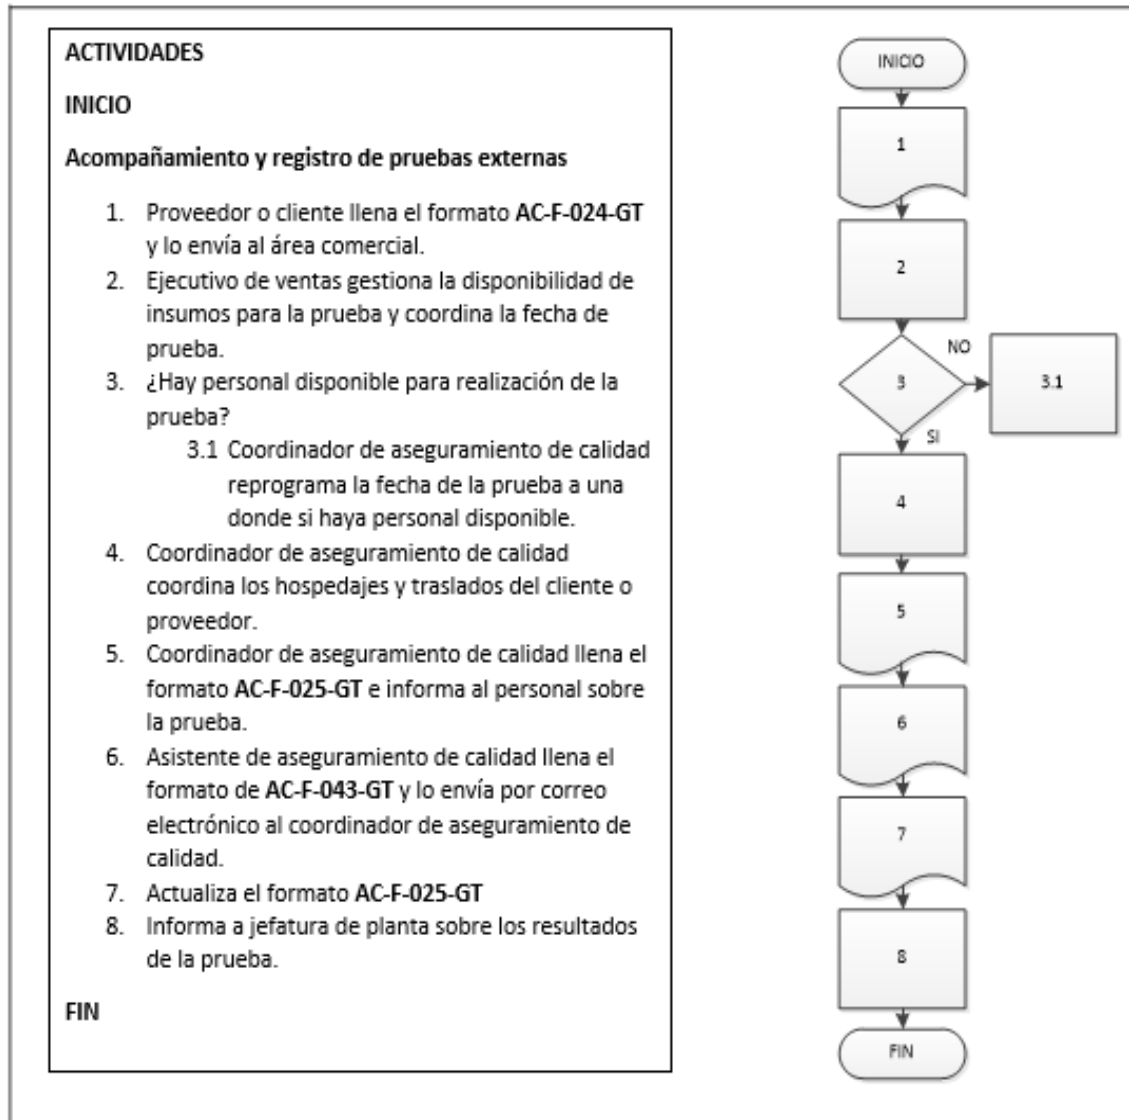 ACTIVIDADES
INICIO
Acompañamiento y registro de pruebas externas
1. Proveedor o cliente llena el formato AC-F-024-GT
y lo envía al área comercial.
2. Ejecutivo de ventas gestiona la disponibilidad de
insumos para la prueba y coordina la fecha de
prueba.
3. ¿Hay personal disponible para realización de la
prueba?
3.1 Coordinador de aseguramiento de calidad
reprograma la fecha de la prueba a una
donde si haya personal disponible.
4. Coordinador de aseguramiento de calidad
coordina los hospedajes y traslados del cliente o
proveedor.
5. Coordinador de aseguramiento de calidad llena el
formato AC-F-025-GT e informa al personal sobre
la prueba.
6. Asistente de aseguramiento de calidad llena el
formato de AC-F-043-GT y lo envía por correo
electrónico al coordinador de aseguramiento de
calidad.
7. Actualiza el formato AC-F-025-GT
8. Informa a jefatura de planta sobre los resultados
de la prueba.
FIN
INICIO
1
2
3
NO
3.1
SI
4
5
6
7
8
FIN